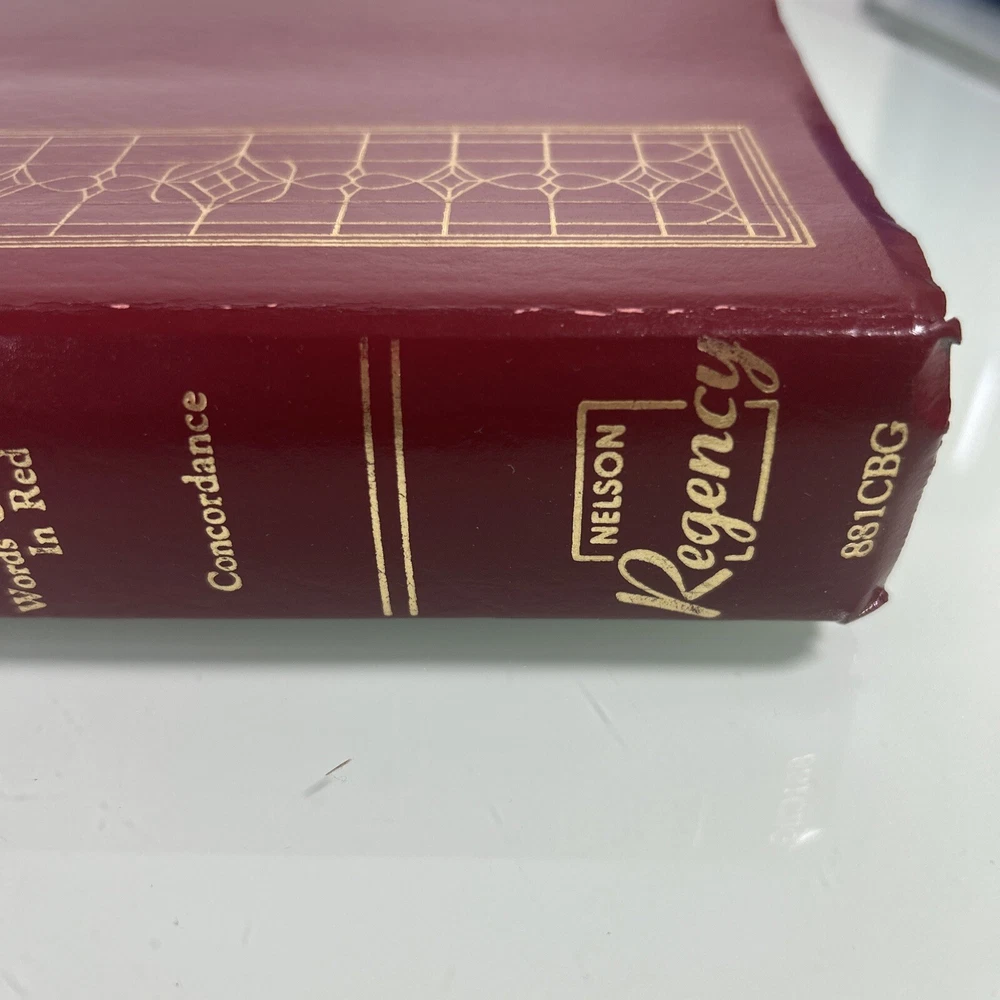 Words
In Red
Concordance
NELSON
Regency
881CBG